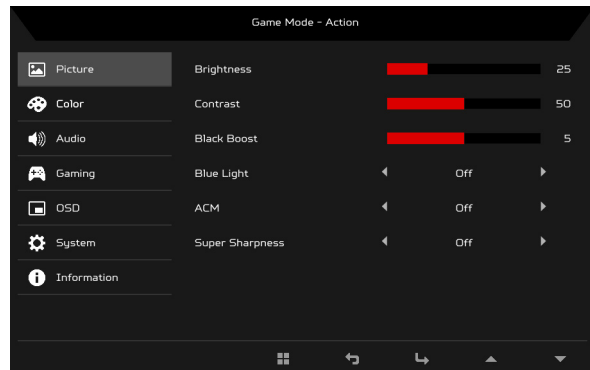 Game Mode - Action
Picture
Brightness 25
Color
Contrast 50
Audio
Black Boost 5
Gaming
Blue Light Off
OSD
ACM Off
System
Super Sharpness Off
Information